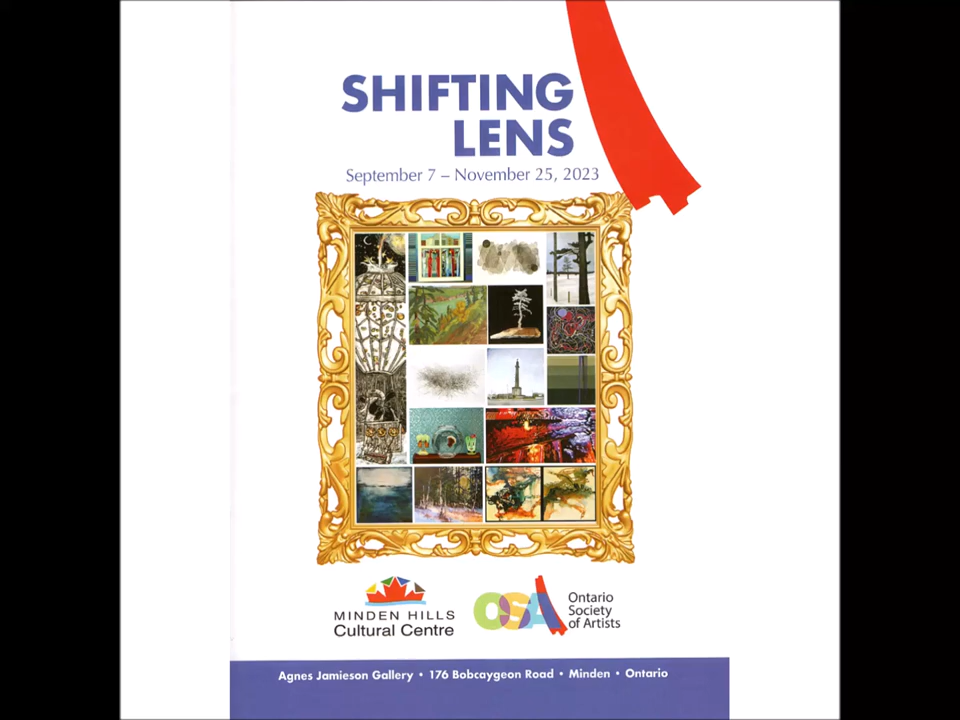 SHIFTING
LENS
September 7 – November 25, 2023
MINDEN HILLS
Cultural Centre
OSA
Ontario
Society
of Artists
Agnes Jamieson Gallery • 176 Bobcaygeon Road • Minden • Ontario